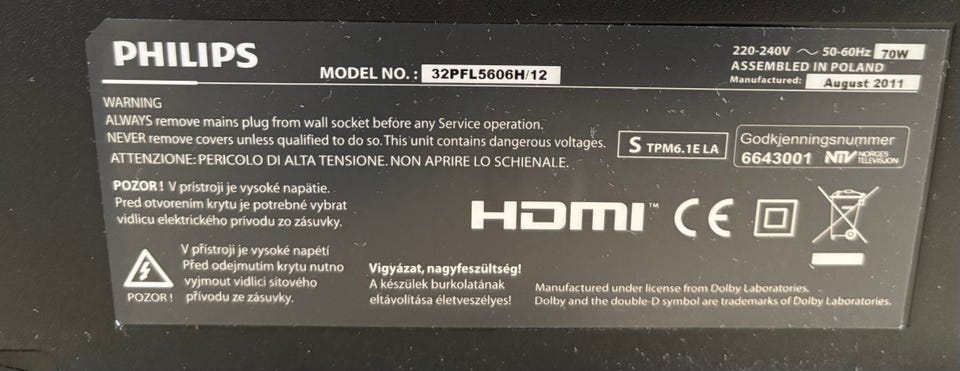 PHILIPS
MODEL NO. : 32PFL5606H/12
220-240V ~ 50-60Hz 70W
ASSEMBLED IN POLAND
Manufactured: August 2011
WARNING
ALWAYS remove mains plug from wall socket before any Service operation.
NEVER remove covers unless qualified to do so. This unit contains dangerous voltages.
ATTENZIONE: PERICOLO DI ALTA TENSIONE. NON APRIRE LO SCHIENALE.
S TPM6.1E LA
Godkjenningsnummer
6643001 NTV NORGES
TELEVISJON
POZOR! V prístroji je vysoké napätie.
Pred otvorením krytu je potrebné vybrat
vidlicu elektrického prívodu zo zásuvky.
HDMI™ CE
V přístroji je vysoké napětí
Před odejmutím krytu nutno
vyjmout vidlici sítového
přívodu ze zásuvky.
POZOR!
Vigyázat, nagyfeszültség!
A készülek burkolatának
eltávolítása életveszélyes!
Manufactured under license from Dolby Laboratories.
Dolby and the double-D symbol are trademarks of Dolby Laboratories.